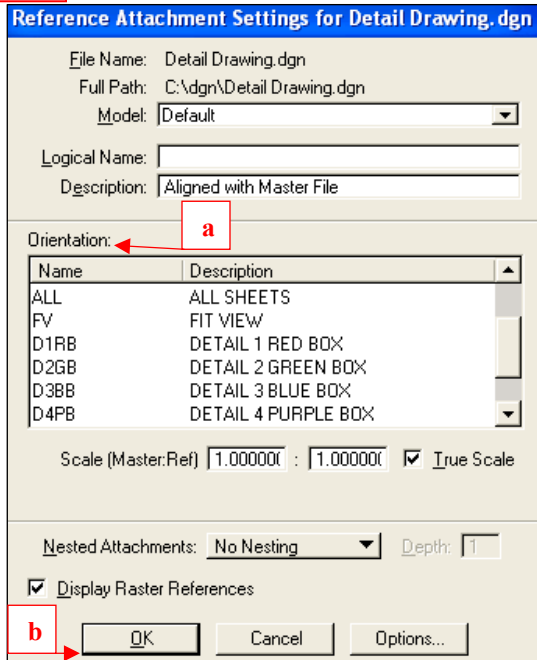 Reference Attachment Settings for Detail Drawing.dgn
File Name: Detail Drawing.dgn
Full Path: C:\dgn\Detail Drawing.dgn
Model: Default
Logical Name:
Description: Aligned with Master File
a
Orientation:
Name Description
ALL ALL SHEETS
FV FIT VIEW
D1RB DETAIL 1 RED BOX
D2GB DETAIL 2 GREEN BOX
D3BB DETAIL 3 BLUE BOX
D4PB DETAIL 4 PURPLE BOX
Scale (Master:Ref) 1.000000 : 1.000000 True Scale
Nested Attachments: No Nesting Depth: 1
Display Raster References
b
OK Cancel Options...